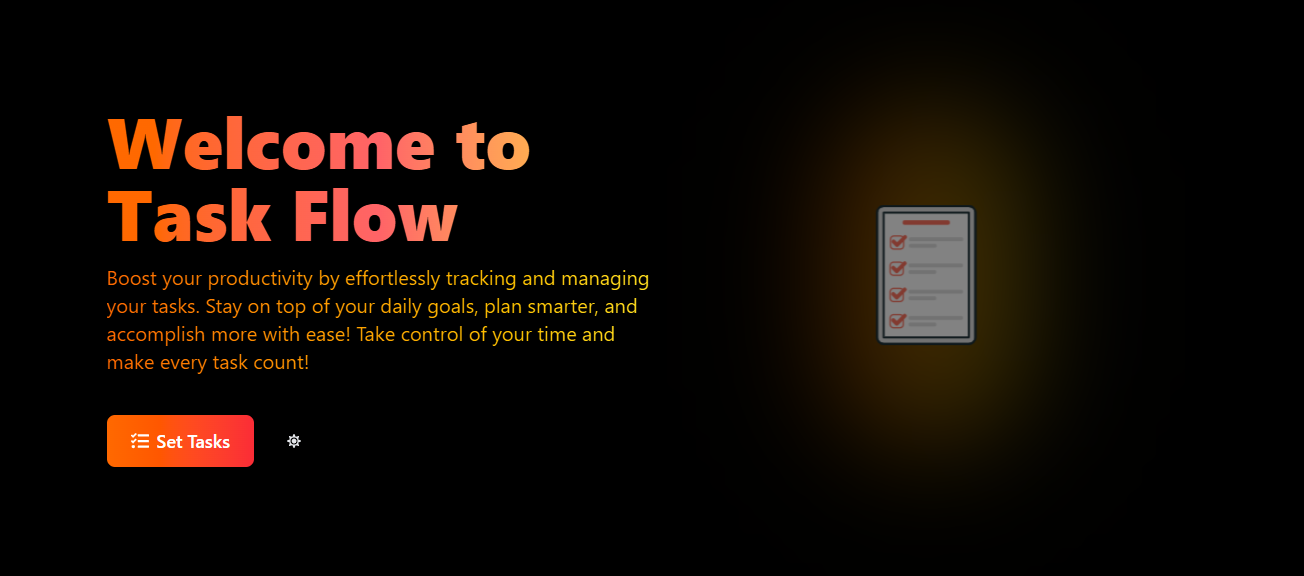 Welcome to
Task Flow
Boost your productivity by effortlessly tracking and managing
your tasks. Stay on top of your daily goals, plan smarter, and
accomplish more with ease! Take control of your time and
make every task count!
Set Tasks